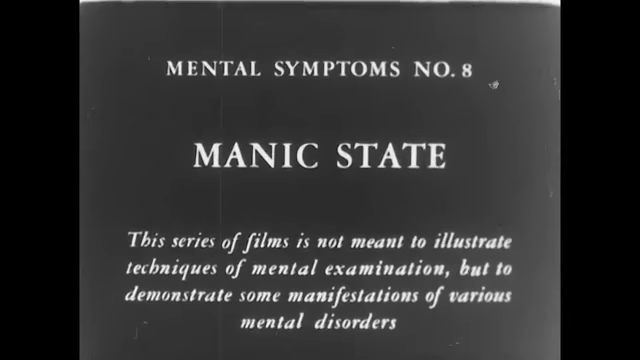 MENTAL SYMPTOMS NO. 8
MANIC STATE
This series of films is not meant to illustrate
techniques of mental examination, but to
demonstrate some manifestations of various
mental disorders